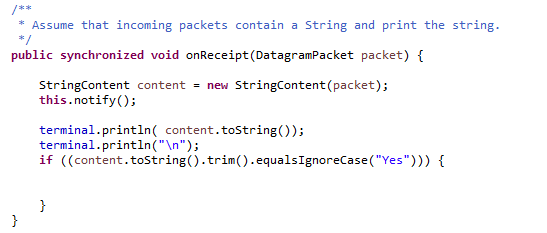 /**
 * Assume that incoming packets contain a String and print the string.
 */
public synchronized void onReceipt(DatagramPacket packet) {
StringContent content = new StringContent(packet);
this.notify();
terminal.println( content.toString());
terminal.println("\n");
if ((content.toString().trim().equalsIgnoreCase("Yes"))) {
}
}